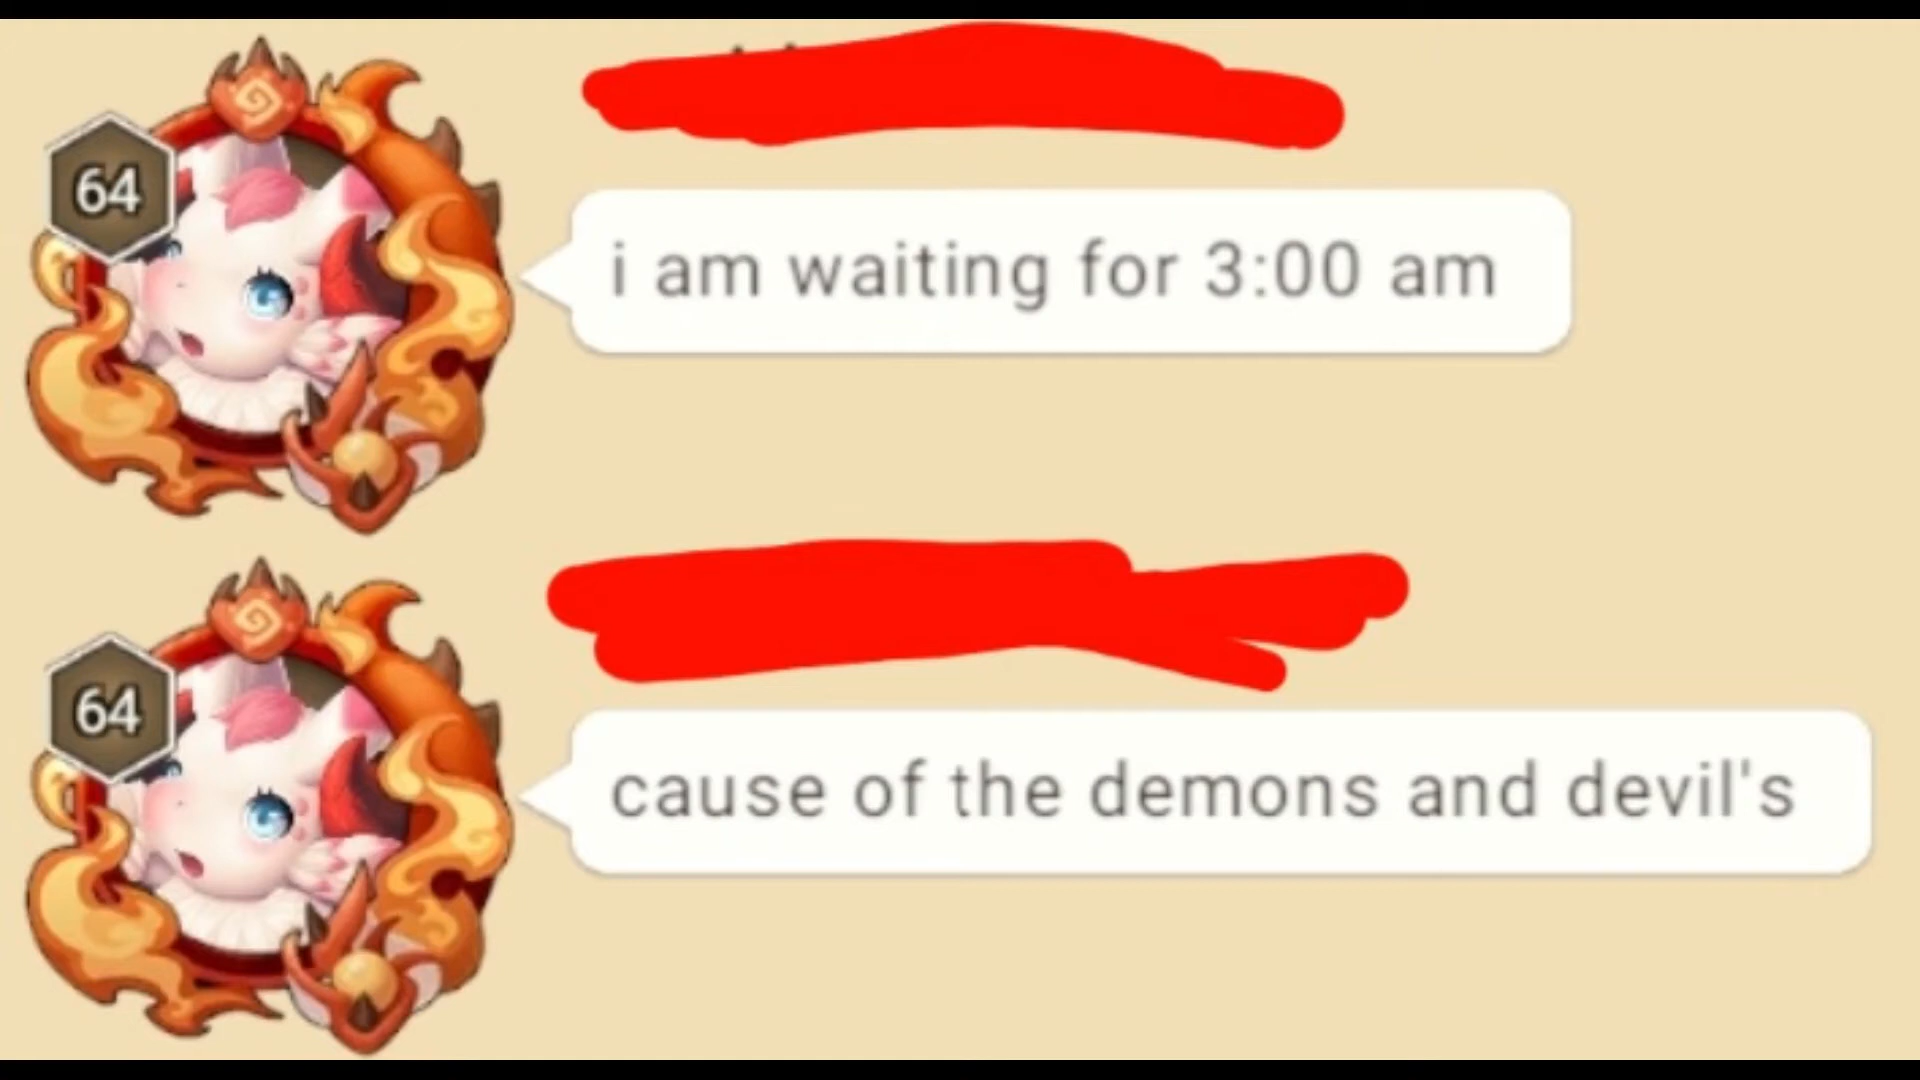 64
i am waiting for 3:00 am
64
cause of the demons and devil's